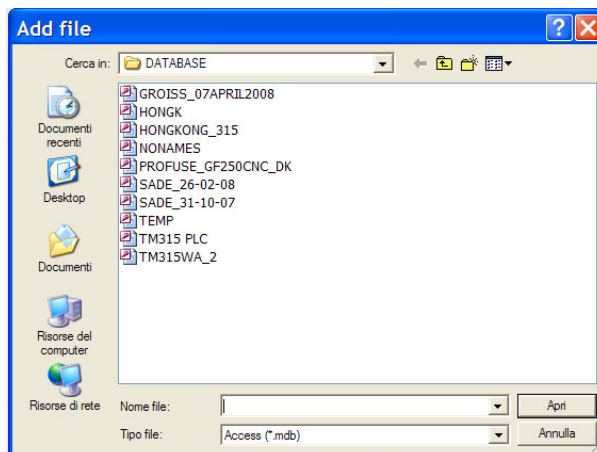 Add file
Cerca in: DATABASE
Documenti recenti
Desktop
Documenti
Risorse del computer
Risorse di rete
GROISS_07APRIL2008
HONGK
HONGKONG_315
NONAMES
PROFUSE_GF250CNC_DK
SADE_26-02-08
SADE_31-10-07
TEMP
TM315 PLC
TM315WA_2
Nome file: Apri
Tipo file: Access (*.mdb) Annulla